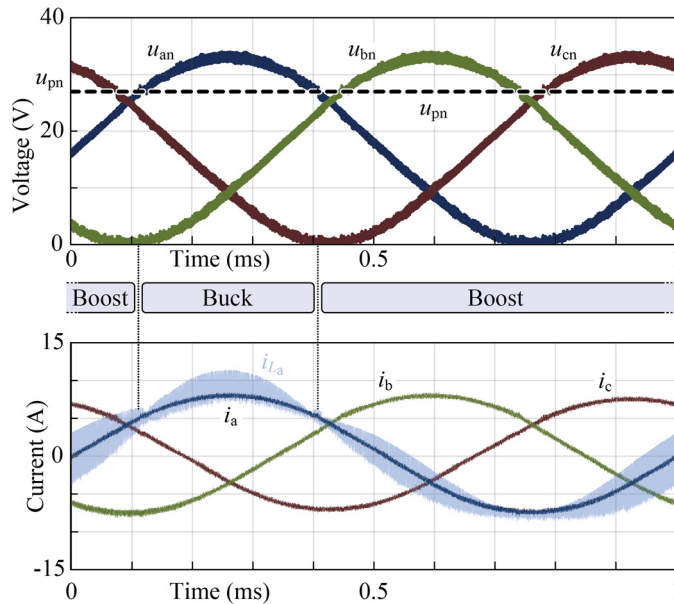 40
u_an
u_bn
u_cn
u_pn
u_pn
20
Voltage (V)
0
0
Time (ms)
0.5
Boost
Buck
Boost
15
i_La
i_b
i_c
i_a
0
Current (A)
-15
0
Time (ms)
0.5